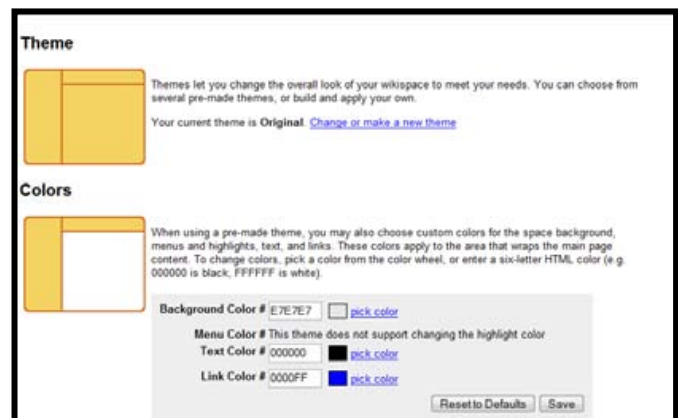 Theme
Themes let you change the overall look of your wikispace to meet your needs. You can choose from
several pre-made themes, or build and apply your own.
Your current theme is Original. Change or make a new theme
Colors
When using a pre-made theme, you may also choose custom colors for the space background,
menus and highlights, text, and links. These colors apply to the area that wraps the main page
content. To change colors, pick a color from the color wheel, or enter a six-letter HTML color (e.g.
000000 is black, FFFFFF is white).
Background Color # E7E7E7 pick color
Menu Color # This theme does not support changing the highlight color
Text Color # 000000 pick color
Link Color # 0000FF pick color
Reset to Defaults Save